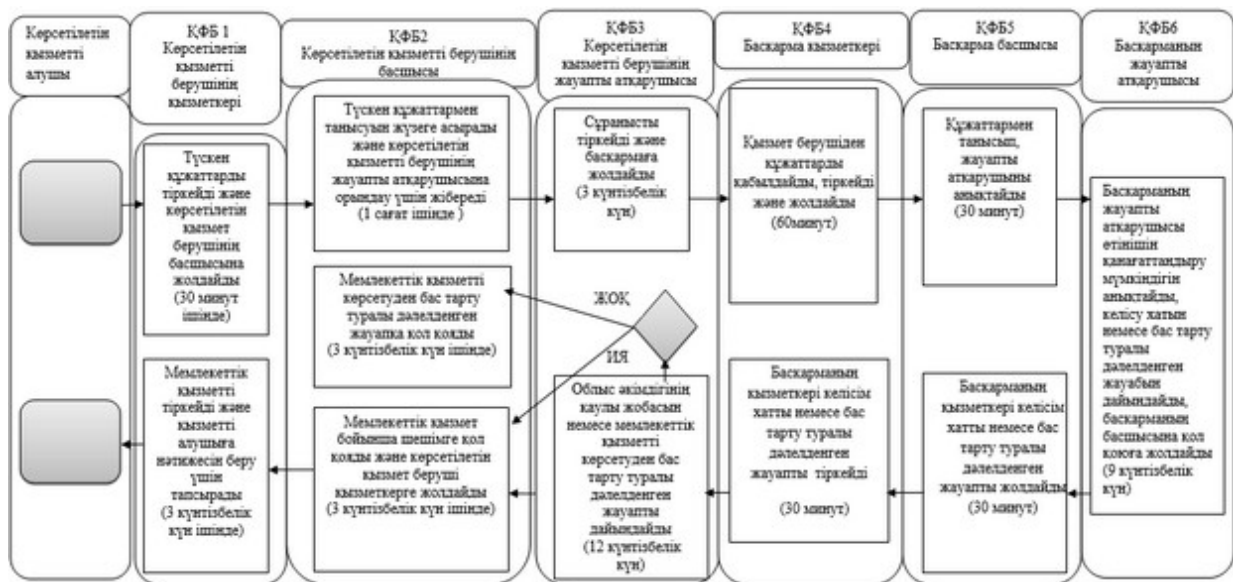 Көрсетілетін
қызметті
алушы
ҚФБ 1
Көрсетілетін
қызметті
берушінің
қызметкері
ҚФБ2
Көрсетілетін қызметті берушінің
басшысы
ҚФБ3
Көрсетілетін
қызметті берушінің
жауапты атқарушысы
ҚФБ4
Басқарма қызметкері
ҚФБ5
Басқарма басшысы
ҚФБ6
Басқарманың
жауапты
атқарушысы
Түскен
құжаттарды
тіркейді және
көрсетілетін
қызмет
берушінің
басшысына
жолдайды
(30 минут
ішінде)
Түскен құжаттармен
танысуын жүзеге асырады
және көрсетілетін
қызметті берушінің
жауапты атқарушысына
орындау үшін жібереді
(1 сағат ішінде )
Сұранысты
тіркейді және
басқармаға
жолдайды
(3 күнтізбелік
күн)
Қызмет берушіден
құжаттарды
қабылдайды, тіркейді
және жолдайды
(60минут)
Құжаттармен
танысып,
жауапты
атқарушыны
анықтайды
(30 минут)
Басқарманың
жауапты
атқарушысы
өтінішін
қанағаттандыру
мүмкіндігін
анықтайды,
келісу хатын
немесе бас тарту
туралы
дәлелденген
жауабын
дайындайды,
басқарманың
басшысына қол
қоюға жолдайды
(9 күнтізбелік
күн)
Мемлекеттік қызметті
көрсетуден бас тарту
туралы дәлелденген
жауапқа қол қояды
(3 күнтізбелік күн ішінде)
ЖОҚ
ИЯ
Мемлекеттік
қызметті
тіркейді және
қызметті
алушыға
нәтижесін беру
үшін
тапсырады
(3 күнтізбелік
күн ішінде)
Мемлекеттік қызмет
бойынша шешімге қол
қояды және көрсетілетін
қызмет беруші
қызметкерге жолдайды
(3 күнтізбелік күн ішінде)
Облыс әкімдігінің
қаулы жобасын
немесе мемлекеттік
қызметті
көрсетуден бас
тарту туралы
дәлелденген
жауапты
дайындайды
(12 күнтізбелік
күн)
Басқарманың
қызметкері келісім
хатты немесе бас
тарту туралы
дәлелденген
жауапты тіркейді
(30 минут)
Басқарманың
қызметкері келісім
хатты немесе бас
тарту туралы
дәлелденген
жауапты жолдайды
(30 минут)